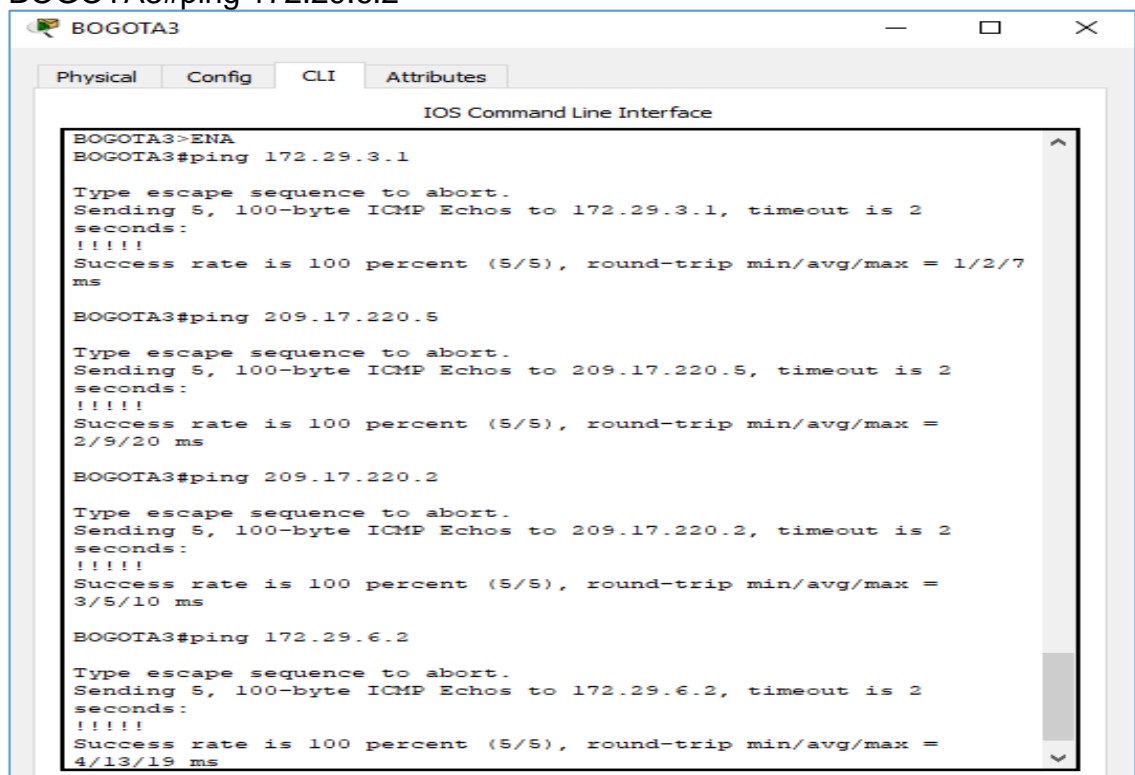 BOGOTA3#ping 172.29.6.2
BOGOTA3
Physical Config CLI Attributes
IOS Command Line Interface
BOGOTA3>ENA
BOGOTA3#ping 172.29.3.1
Type escape sequence to abort.
Sending 5, 100-byte ICMP Echos to 172.29.3.1, timeout is 2
seconds:
!!!!!
Success rate is 100 percent (5/5), round-trip min/avg/max = 1/2/7
ms
BOGOTA3#ping 209.17.220.5
Type escape sequence to abort.
Sending 5, 100-byte ICMP Echos to 209.17.220.5, timeout is 2
seconds:
!!!!!
Success rate is 100 percent (5/5), round-trip min/avg/max =
2/9/20 ms
BOGOTA3#ping 209.17.220.2
Type escape sequence to abort.
Sending 5, 100-byte ICMP Echos to 209.17.220.2, timeout is 2
seconds:
!!!!!
Success rate is 100 percent (5/5), round-trip min/avg/max =
3/5/10 ms
BOGOTA3#ping 172.29.6.2
Type escape sequence to abort.
Sending 5, 100-byte ICMP Echos to 172.29.6.2, timeout is 2
seconds:
!!!!!
Success rate is 100 percent (5/5), round-trip min/avg/max =
4/13/19 ms